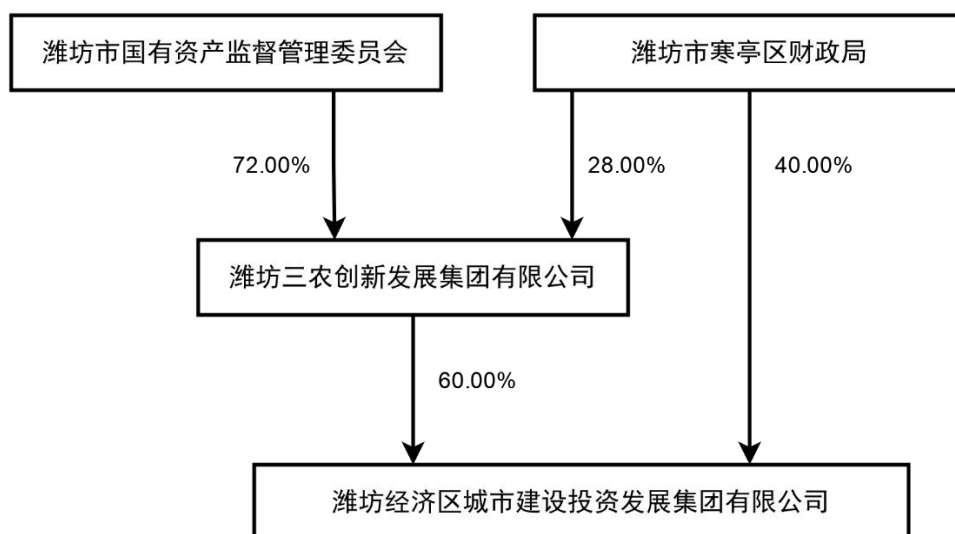 潍坊市国有资产监督管理委员会
潍坊市寒亭区财政局
72.00%
28.00%
40.00%
潍坊三农创新发展集团有限公司
60.00%
潍坊经济区城市建设投资发展集团有限公司